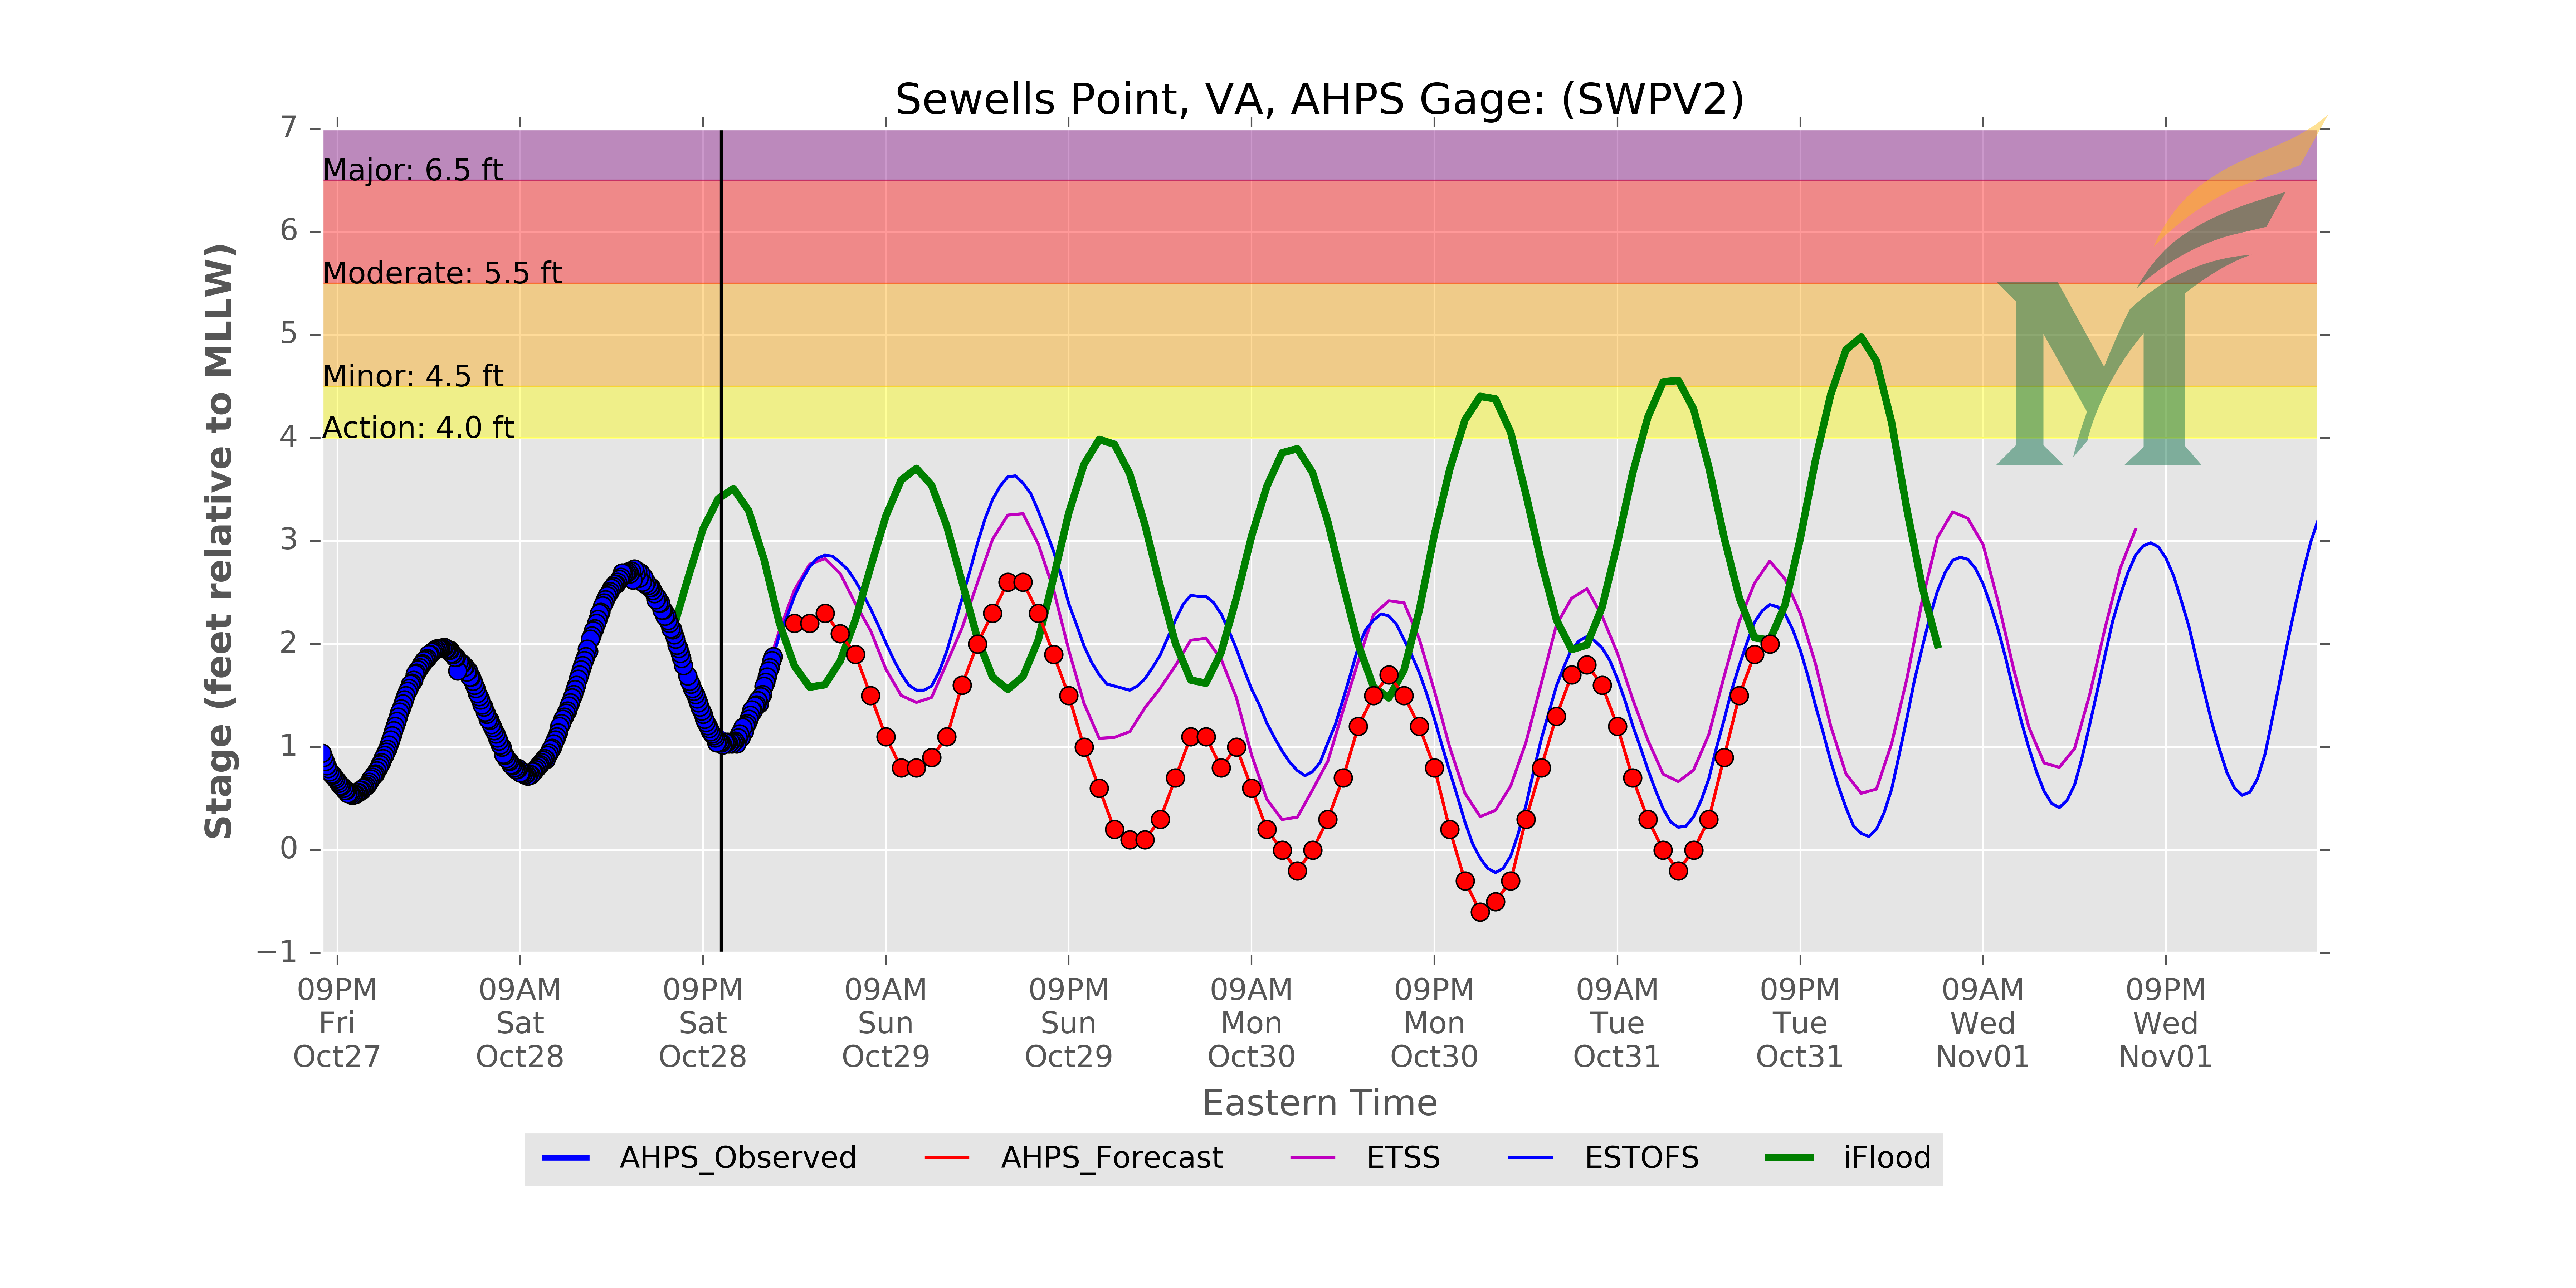 Sewells Point, VA, AHPS Gage: (SWPV2)
7
6
5
4
3
2
1
0
−1
Stage (feet relative to MLLW)
Major: 6.5 ft
Moderate: 5.5 ft
Minor: 4.5 ft
Action: 4.0 ft
M
09PM 09AM 09PM 09AM 09PM 09AM 09PM 09AM 09PM 09AM 09PM
Fri Sat Sat Sun Sun Mon Mon Tue Tue Wed Wed
Oct27 Oct28 Oct28 Oct29 Oct29 Oct30 Oct30 Oct31 Oct31 Nov01 Nov01
Eastern Time
AHPS_Observed AHPS_Forecast ETSS ESTOFS iFlood